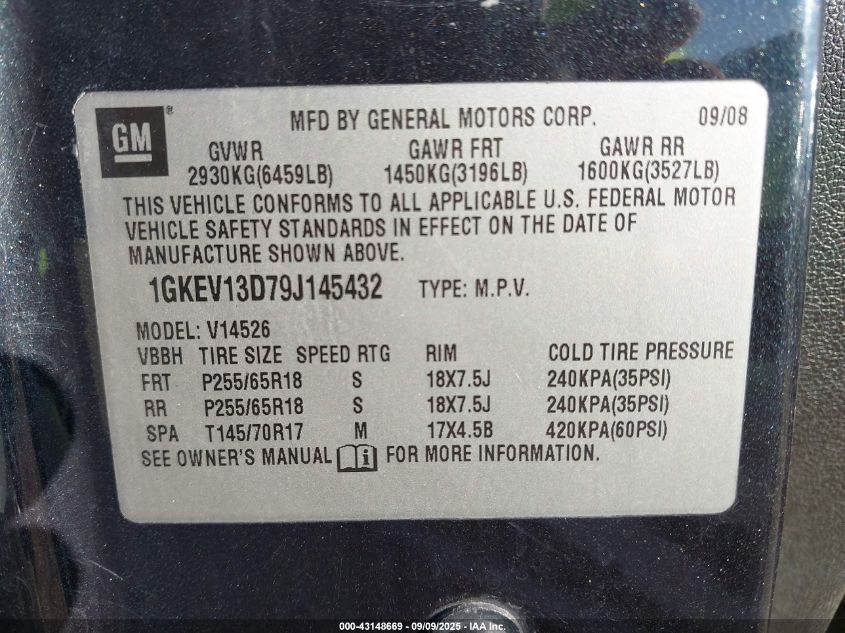 GM ® MFD BY GENERAL MOTORS CORP. 09/08
GVWR GAWR FRT GAWR RR
2930KG(6459LB) 1450KG(3196LB) 1600KG(3527LB)
THIS VEHICLE CONFORMS TO ALL APPLICABLE U.S. FEDERAL MOTOR
VEHICLE SAFETY STANDARDS IN EFFECT ON THE DATE OF
MANUFACTURE SHOWN ABOVE.
1GKEV13D79J145432 TYPE: M.P.V.
MODEL: V14526
VBBH TIRE SIZE SPEED RTG RIM COLD TIRE PRESSURE
FRT P255/65R18 S 18X7.5J 240KPA(35PSI)
RR P255/65R18 S 18X7.5J 240KPA(35PSI)
SPA T145/70R17 M 17X4.5B 420KPA(60PSI)
SEE OWNER'S MANUAL i FOR MORE INFORMATION.
000-43148669 - 09/09/2025 - IAA Inc.